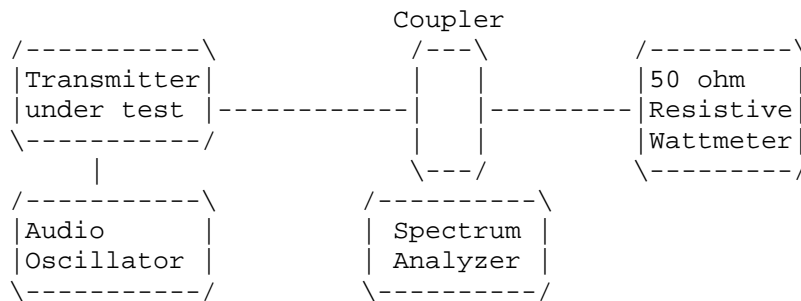 Coupler
Transmitter
under test
50 ohm
Resistive
Wattmeter
Audio
Oscillator
Spectrum
Analyzer